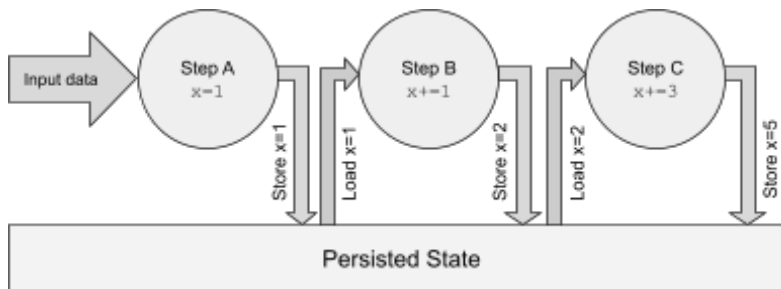 Input data
Step A
x=1
Store x=1
Load x=1
Step B
x+=1
Store x=2
Load x=2
Step C
x+=3
Store x=5
Persisted State